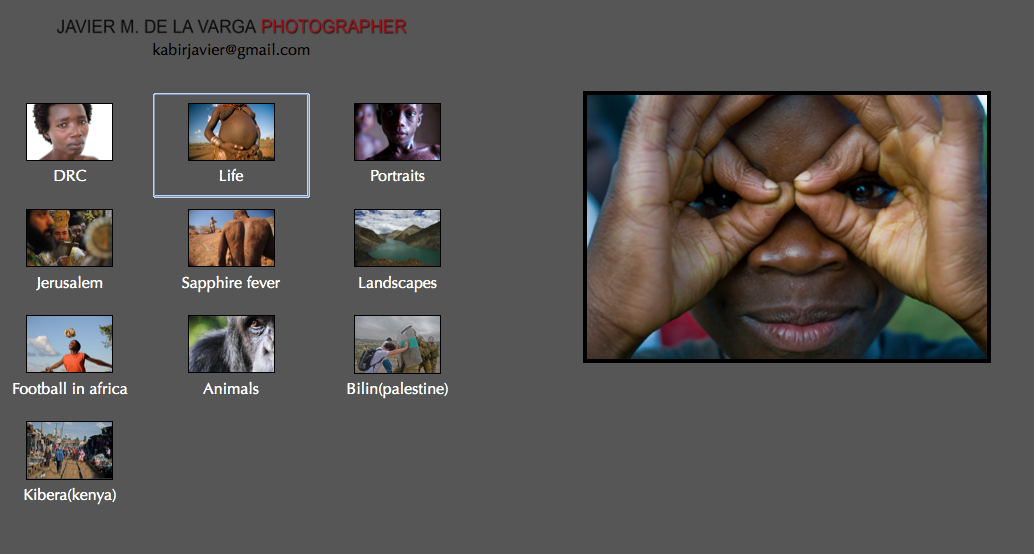 JAVIER M. DE LA VARGA PHOTOGRAPHER
kabirjavier@gmail.com
DRC
Life
Portraits
Jerusalem
Sapphire fever
Landscapes
Football in africa
Animals
Bilin(palestine)
Kibera(kenya)